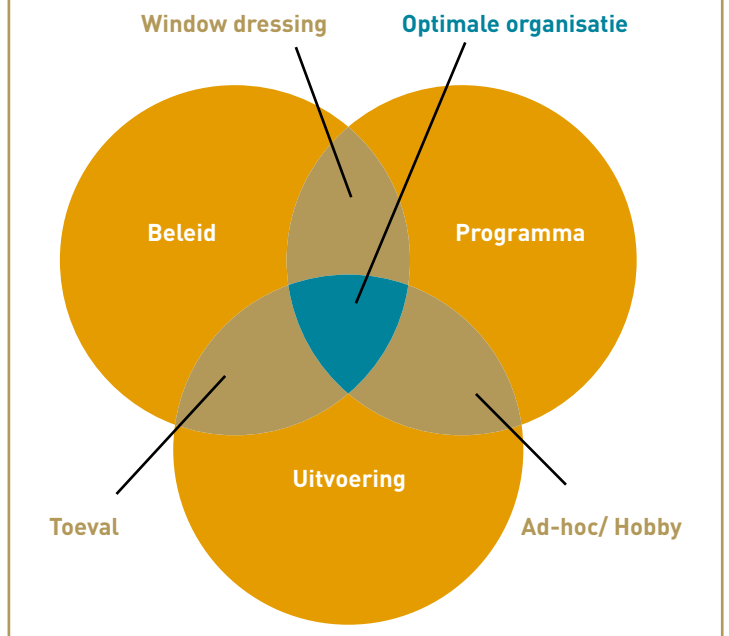 Window dressing
Optimale organisatie
Beleid
Programma
Uitvoering
Toeval
Ad-hoc/ Hobby